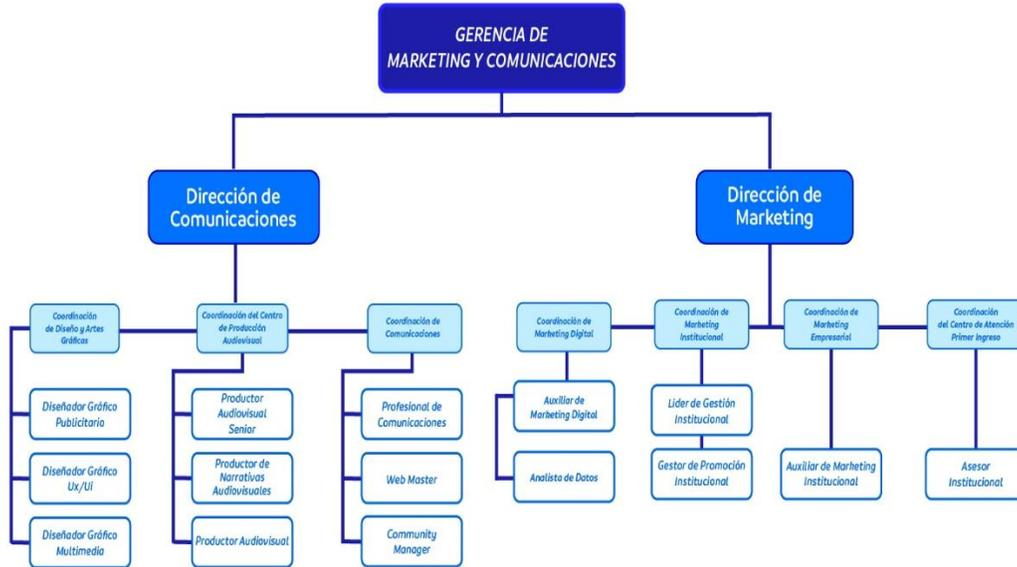 GERENCIA DE
MARKETING Y COMUNICACIONES
Dirección de
Comunicaciones
Dirección de
Marketing
Coordinación
de Diseño y Artes
Gráficas
Coordinación del Centro
de Producción
Audiovisual
Coordinación de
Comunicaciones
Coordinación de
Marketing Digital
Coordinación de
Marketing
Institucional
Coordinación de
Marketing
Empresarial
Coordinación
del Centro de Atención
Primer Ingreso
Diseñador Gráfico
Publicitario
Diseñador Gráfico
Ux/Ui
Diseñador Gráfico
Multimedia
Productor
Audiovisual
Senior
Productor de
Narrativas
Audiovisuales
Productor Audiovisual
Profesional de
Comunicaciones
Web Master
Community
Manager
Auxiliar de
Marketing Digital
Analista de Datos
Lider de Gestión
Institucional
Gestor de Promoción
Institucional
Auxiliar de Marketing
Institucional
Asesor
Institucional